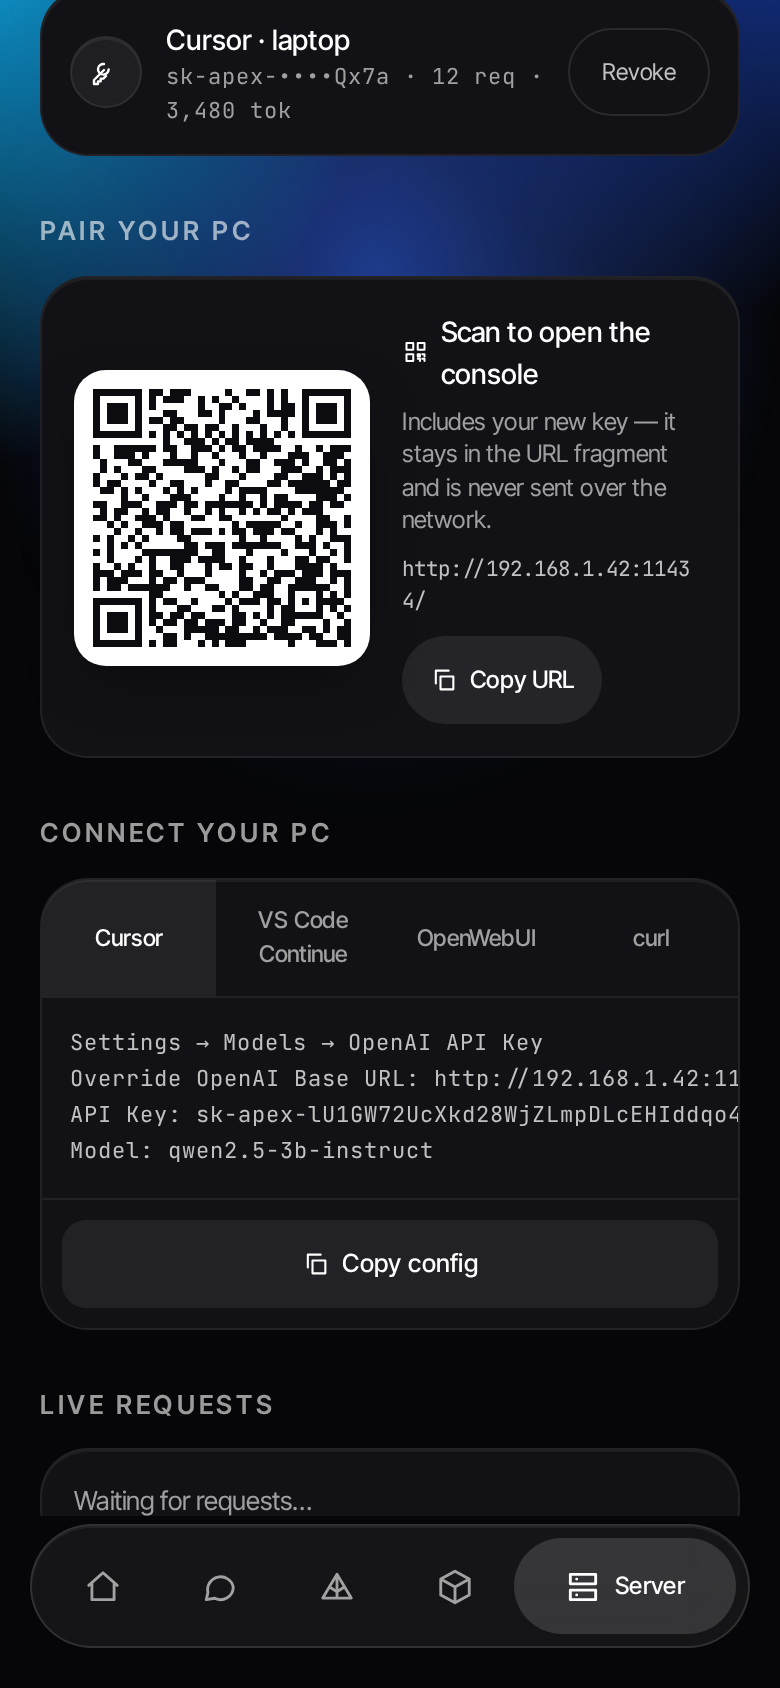 Cursor · laptop
sk-apex-••••Qx7a · 12 req ·
3,480 tok
Revoke
PAIR YOUR PC
Scan to open the
console
Includes your new key — it
stays in the URL fragment
and is never sent over the
network.
http://192.168.1.42:1143
4/
Copy URL
CONNECT YOUR PC
Cursor
VS Code
Continue
OpenWebUI
curl
Settings → Models → OpenAI API Key
Override OpenAI Base URL: http://192.168.1.42:11
API Key: sk-apex-lU1GW72UcXkd28WjZLmpDLcEHIddqo4
Model: qwen2.5-3b-instruct
Copy config
LIVE REQUESTS
Waiting for requests…
Server